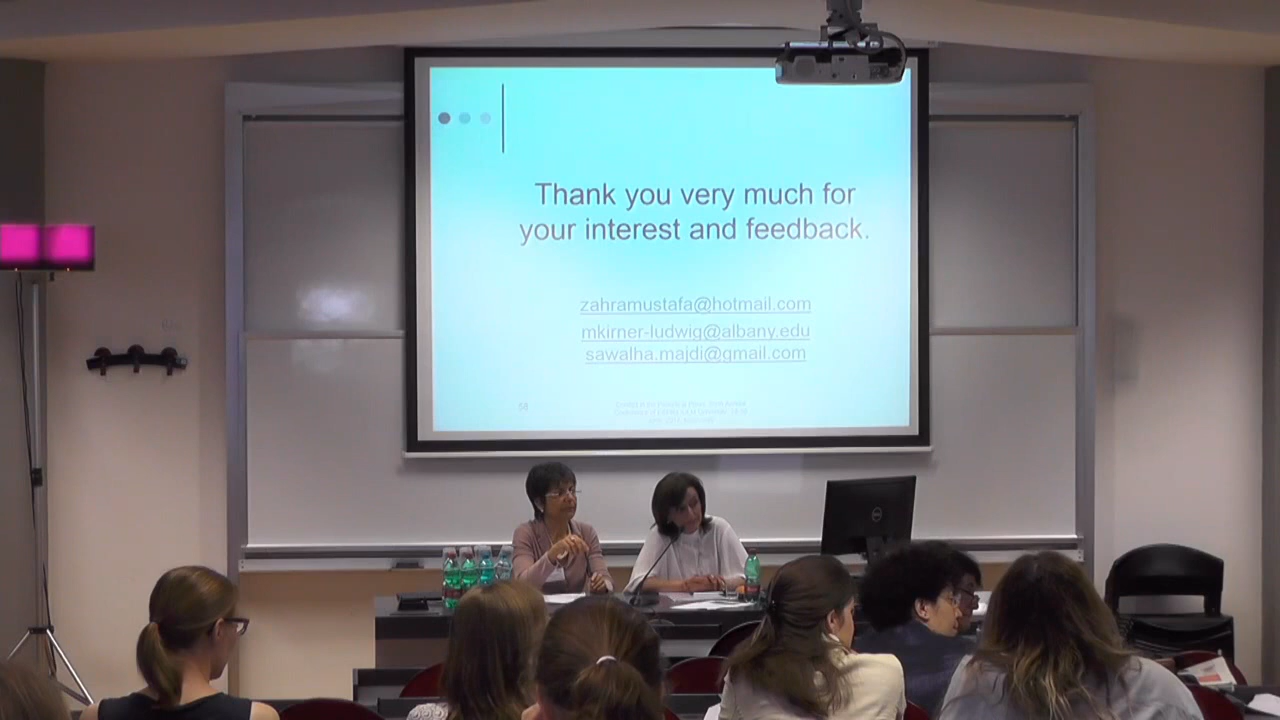 Thank you very much for
your interest and feedback.
zahramustafa@hotmail.com
mkirner-ludwig@albany.edu
sawalha.majdi@gmail.com
DELL